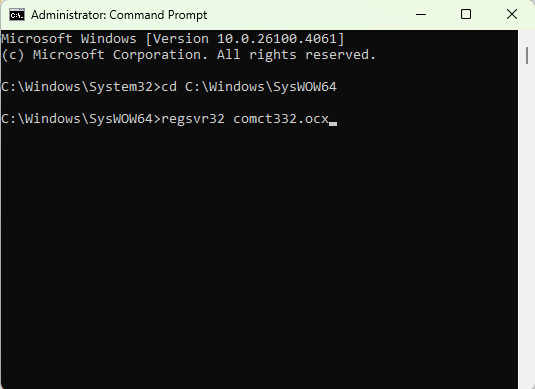 Administrator: Command Prompt
Microsoft Windows [Version 10.0.26100.4061]
(c) Microsoft Corporation. All rights reserved.
C:\Windows\System32>cd C:\Windows\SysWOW64
C:\Windows\SysWOW64>regsvr32 comct332.ocx